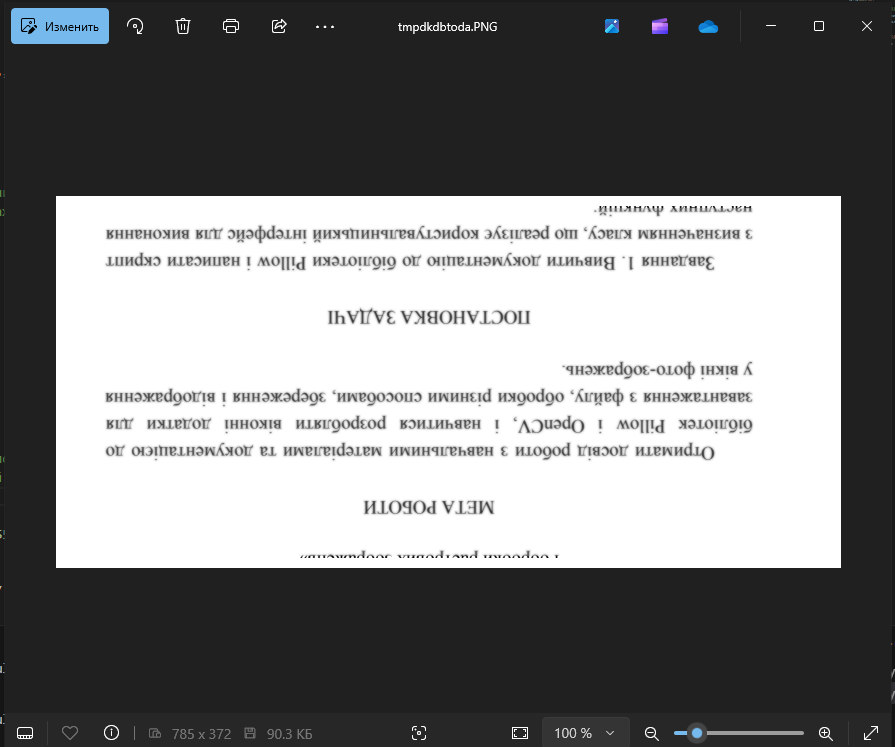 Изменить
tmpdkdbtoda.PNG
і обробки растрових зображень»
МЕТА РОБОТИ
Отримати досвід роботи з навчальними матеріалами та документацією до
бібліотек Pillow і OpenCV, і навчитися розробляти віконні додатки для
завантаження з файлу, обробки різними способами, збереження і відображення
у вікні фото-зображень.
ПОСТАНОВКА ЗАДАЧІ
Завдання 1. Вивчити документацію до бібліотеки Pillow і написати скрипт
з визначенням класу, що реалізує користувальницький інтерфейс для виконання
наступних функцій:
785 x 372 90.3 КБ 100 %